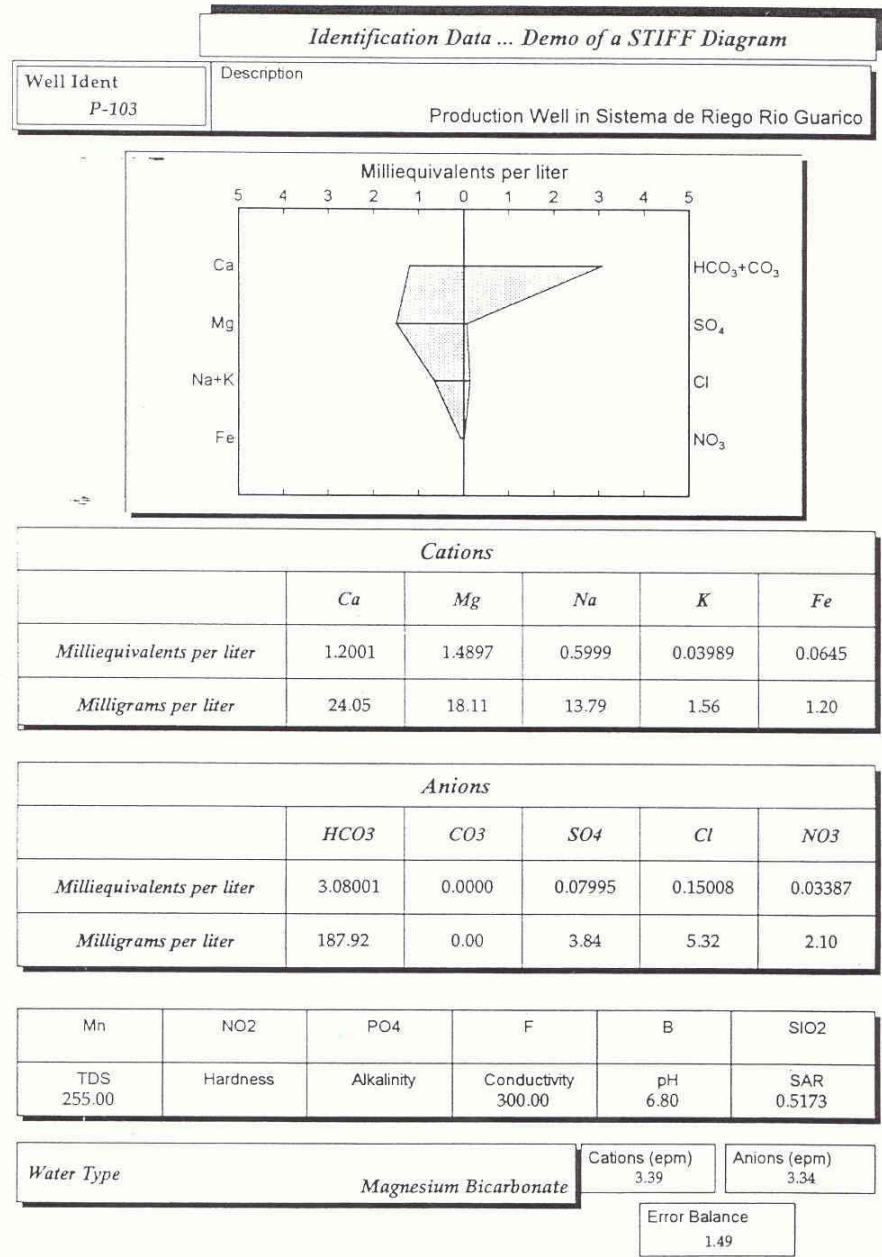 Identification Data ... Demo of a STIFF Diagram
Well Ident
P-103
Description
Production Well in Sistema de Riego Rio Guarico
Milliequivalents per liter
5 4 3 2 1 0 1 2 3 4 5
Ca HCO3+CO3
Mg SO4
Na+K Cl
Fe NO3
Cations
Ca Mg Na K Fe
Milliequivalents per liter 1.2001 1.4897 0.5999 0.03989 0.0645
Milligrams per liter 24.05 18.11 13.79 1.56 1.20
Anions
HCO3 CO3 SO4 Cl NO3
Milliequivalents per liter 3.08001 0.0000 0.07995 0.15008 0.03387
Milligrams per liter 187.92 0.00 3.84 5.32 2.10
Mn NO2 PO4 F B SIO2
TDS Hardness Alkalinity Conductivity pH SAR
255.00 300.00 6.80 0.5173
Water Type
Magnesium Bicarbonate
Cations (epm)
3.39
Anions (epm)
3.34
Error Balance
1.49